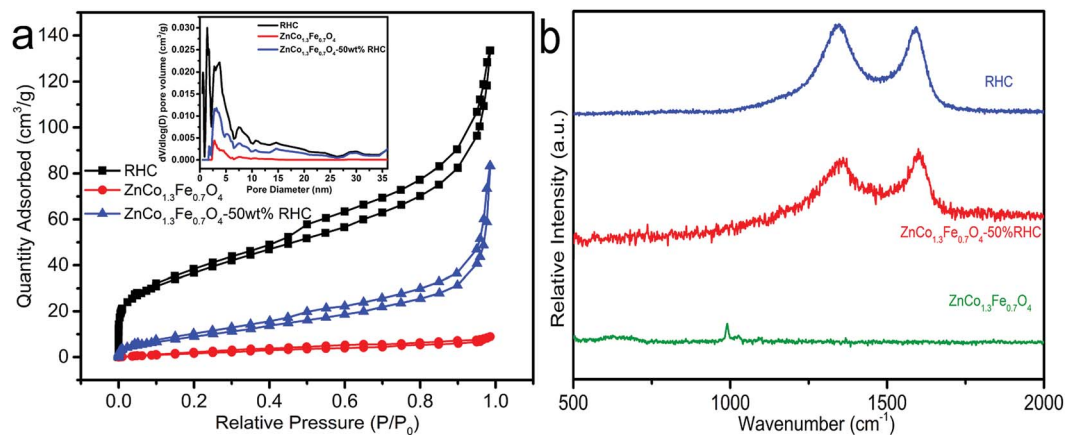 a
Quantity Adsorbed (cm³/g)
140
120
100
80
60
40
20
0
0.0 0.2 0.4 0.6 0.8 1.0
Relative Pressure (P/P₀)
RHC
ZnCo₁.₃Fe₀.₇O₄
ZnCo₁.₃Fe₀.₇O₄-50wt% RHC
dV/dlog(D) pore volume (cm³/g)
0.030
0.025
0.020
0.015
0.010
0.005
0.000
0 5 10 15 20 25 30 35
Pore Diameter (nm)
RHC
ZnCo₁.₃Fe₀.₇O₄
ZnCo₁.₃Fe₀.₇O₄-50wt% RHC
b
Relative Intensity (a.u.)
RHC
ZnCo₁.₃Fe₀.₇O₄-50%RHC
ZnCo₁.₃Fe₀.₇O₄
500 1000 1500 2000
Wavenumber (cm⁻¹)